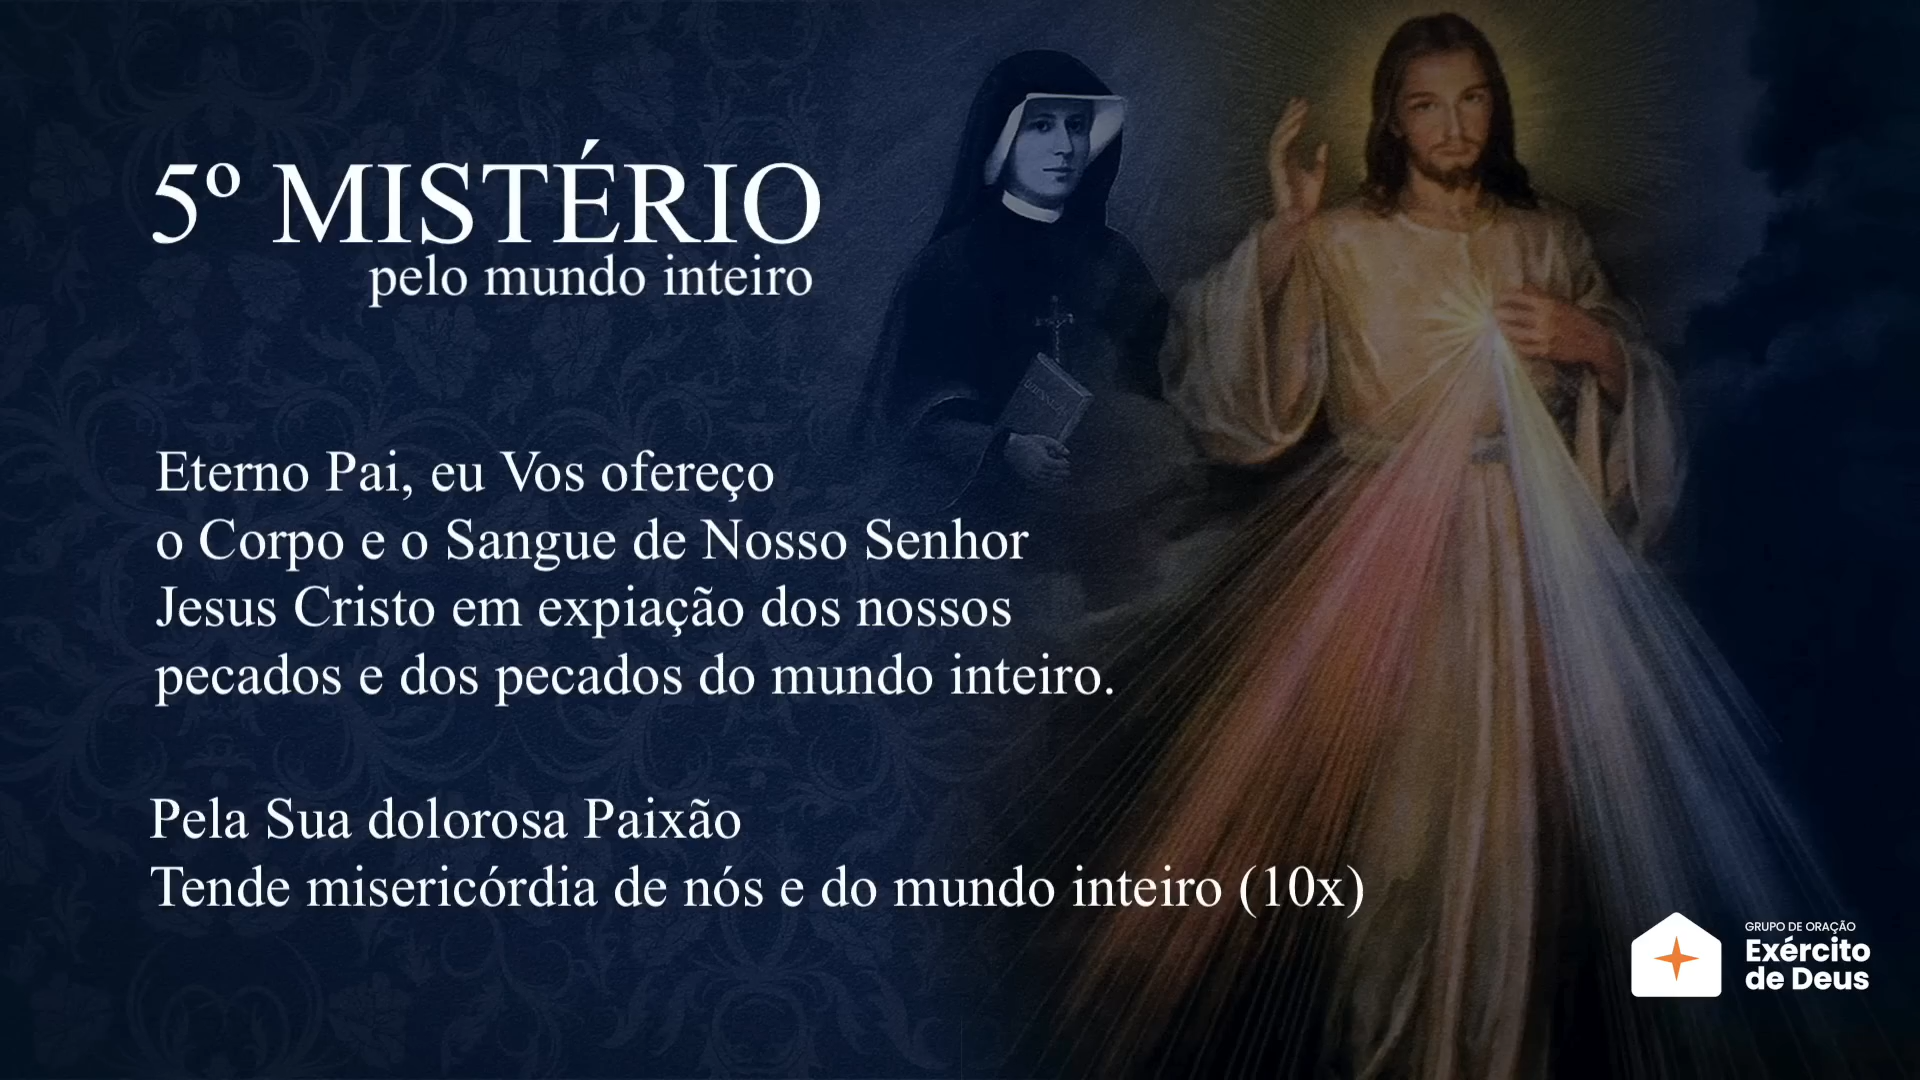 5º MISTÉRIO
pelo mundo inteiro
Eterno Pai, eu Vos ofereço
o Corpo e o Sangue de Nosso Senhor
Jesus Cristo em expiação dos nossos
pecados e dos pecados do mundo inteiro.
Pela Sua dolorosa Paixão
Tende misericórdia de nós e do mundo inteiro (10x)
GRUPO DE ORAÇÃO
Exército
de Deus